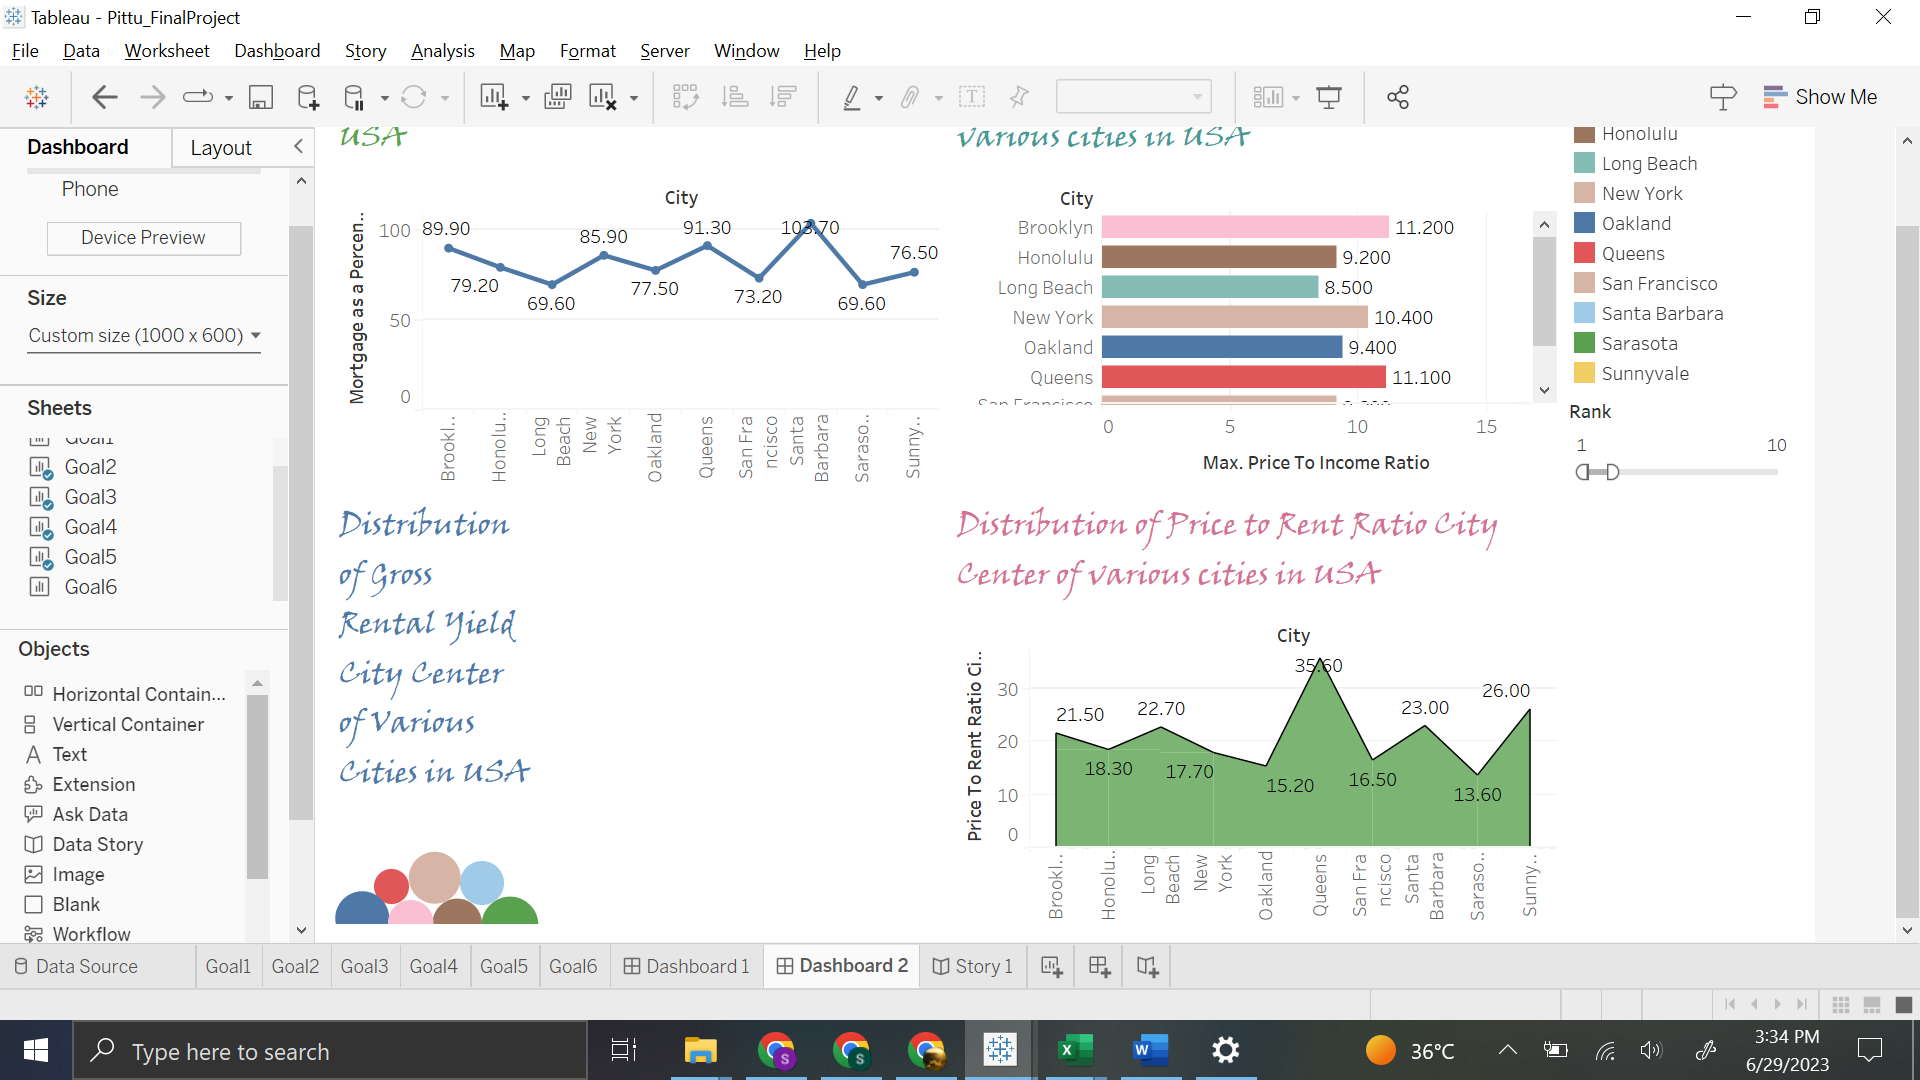 Tableau - Pittu_FinalProject
File Data Worksheet Dashboard Story Analysis Map Format Server Window Help
Show Me
Dashboard Layout
Phone
Device Preview
Size
Custom size (1000 x 600)
Sheets
Goal1
Goal2
Goal3
Goal4
Goal5
Goal6
Objects
Horizontal Contain...
Vertical Container
Text
Extension
Ask Data
Data Story
Image
Blank
Workflow
USA
City
Mortgage as a Percen..
100
50
0
89.90
79.20
69.60
85.90
77.50
91.30
73.20
103.70
69.60
76.50
Brookl..
Honolu..
Long
Beach
New
York
Oakland
Queens
San Fra
ncisco
Santa
Barbara
Saraso..
Sunny..
various cities in USA
City
Brooklyn 11.200
Honolulu 9.200
Long Beach 8.500
New York 10.400
Oakland 9.400
Queens 11.100
San Francisco
0 5 10 15
Max. Price To Income Ratio
Honolulu
Long Beach
New York
Oakland
Queens
San Francisco
Santa Barbara
Sarasota
Sunnyvale
Rank
1 10
Distribution
of Gross
Rental Yield
City Center
of Various
Cities in USA
Distribution of Price to Rent Ratio City
Center of various cities in USA
City
Price To Rent Ratio Ci..
30
20
10
0
21.50
18.30
22.70
17.70
15.20
35.60
16.50
23.00
13.60
26.00
Brookl..
Honolu..
Long
Beach
New
York
Oakland
Queens
San Fra
ncisco
Santa
Barbara
Saraso..
Sunny..
Data Source Goal1 Goal2 Goal3 Goal4 Goal5 Goal6 Dashboard 1 Dashboard 2 Story 1
Type here to search
S
S
X
W
36°C
3:34 PM
6/29/2023